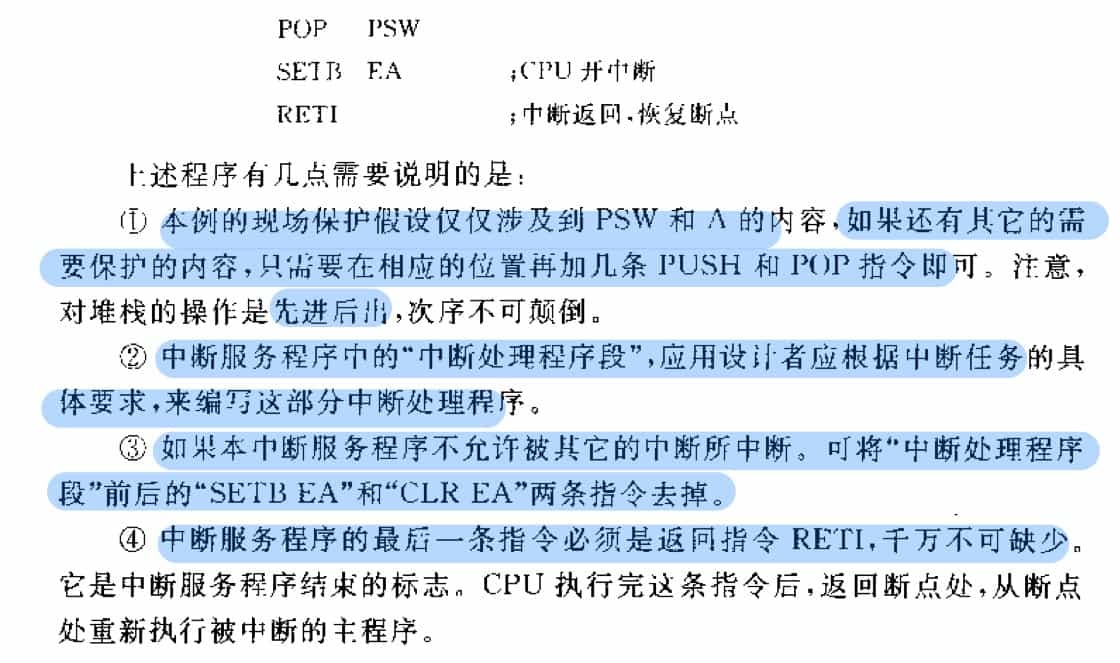 POP PSW
SETB EA ;CPU 开中断
RETI ;中断返回,恢复断点
上述程序有几点需要说明的是:
① 本例的现场保护假设仅仅涉及到 PSW 和 A 的内容,如果还有其它的需
要保护的内容,只需要在相应的位置再加几条 PUSH 和 POP 指令即可。注意,
对堆栈的操作是先进后出,次序不可颠倒。
② 中断服务程序中的“中断处理程序段”,应用设计者应根据中断任务的具
体要求,来编写这部分中断处理程序。
③ 如果本中断服务程序不允许被其它的中断所中断。可将“中断处理程序
段”前后的“SETB EA”和“CLR EA”两条指令去掉。
④ 中断服务程序的最后一条指令必须是返回指令 RETI,千万不可缺少。
它是中断服务程序结束的标志。CPU 执行完这条指令后,返回断点处,从断点
处重新执行被中断的主程序。